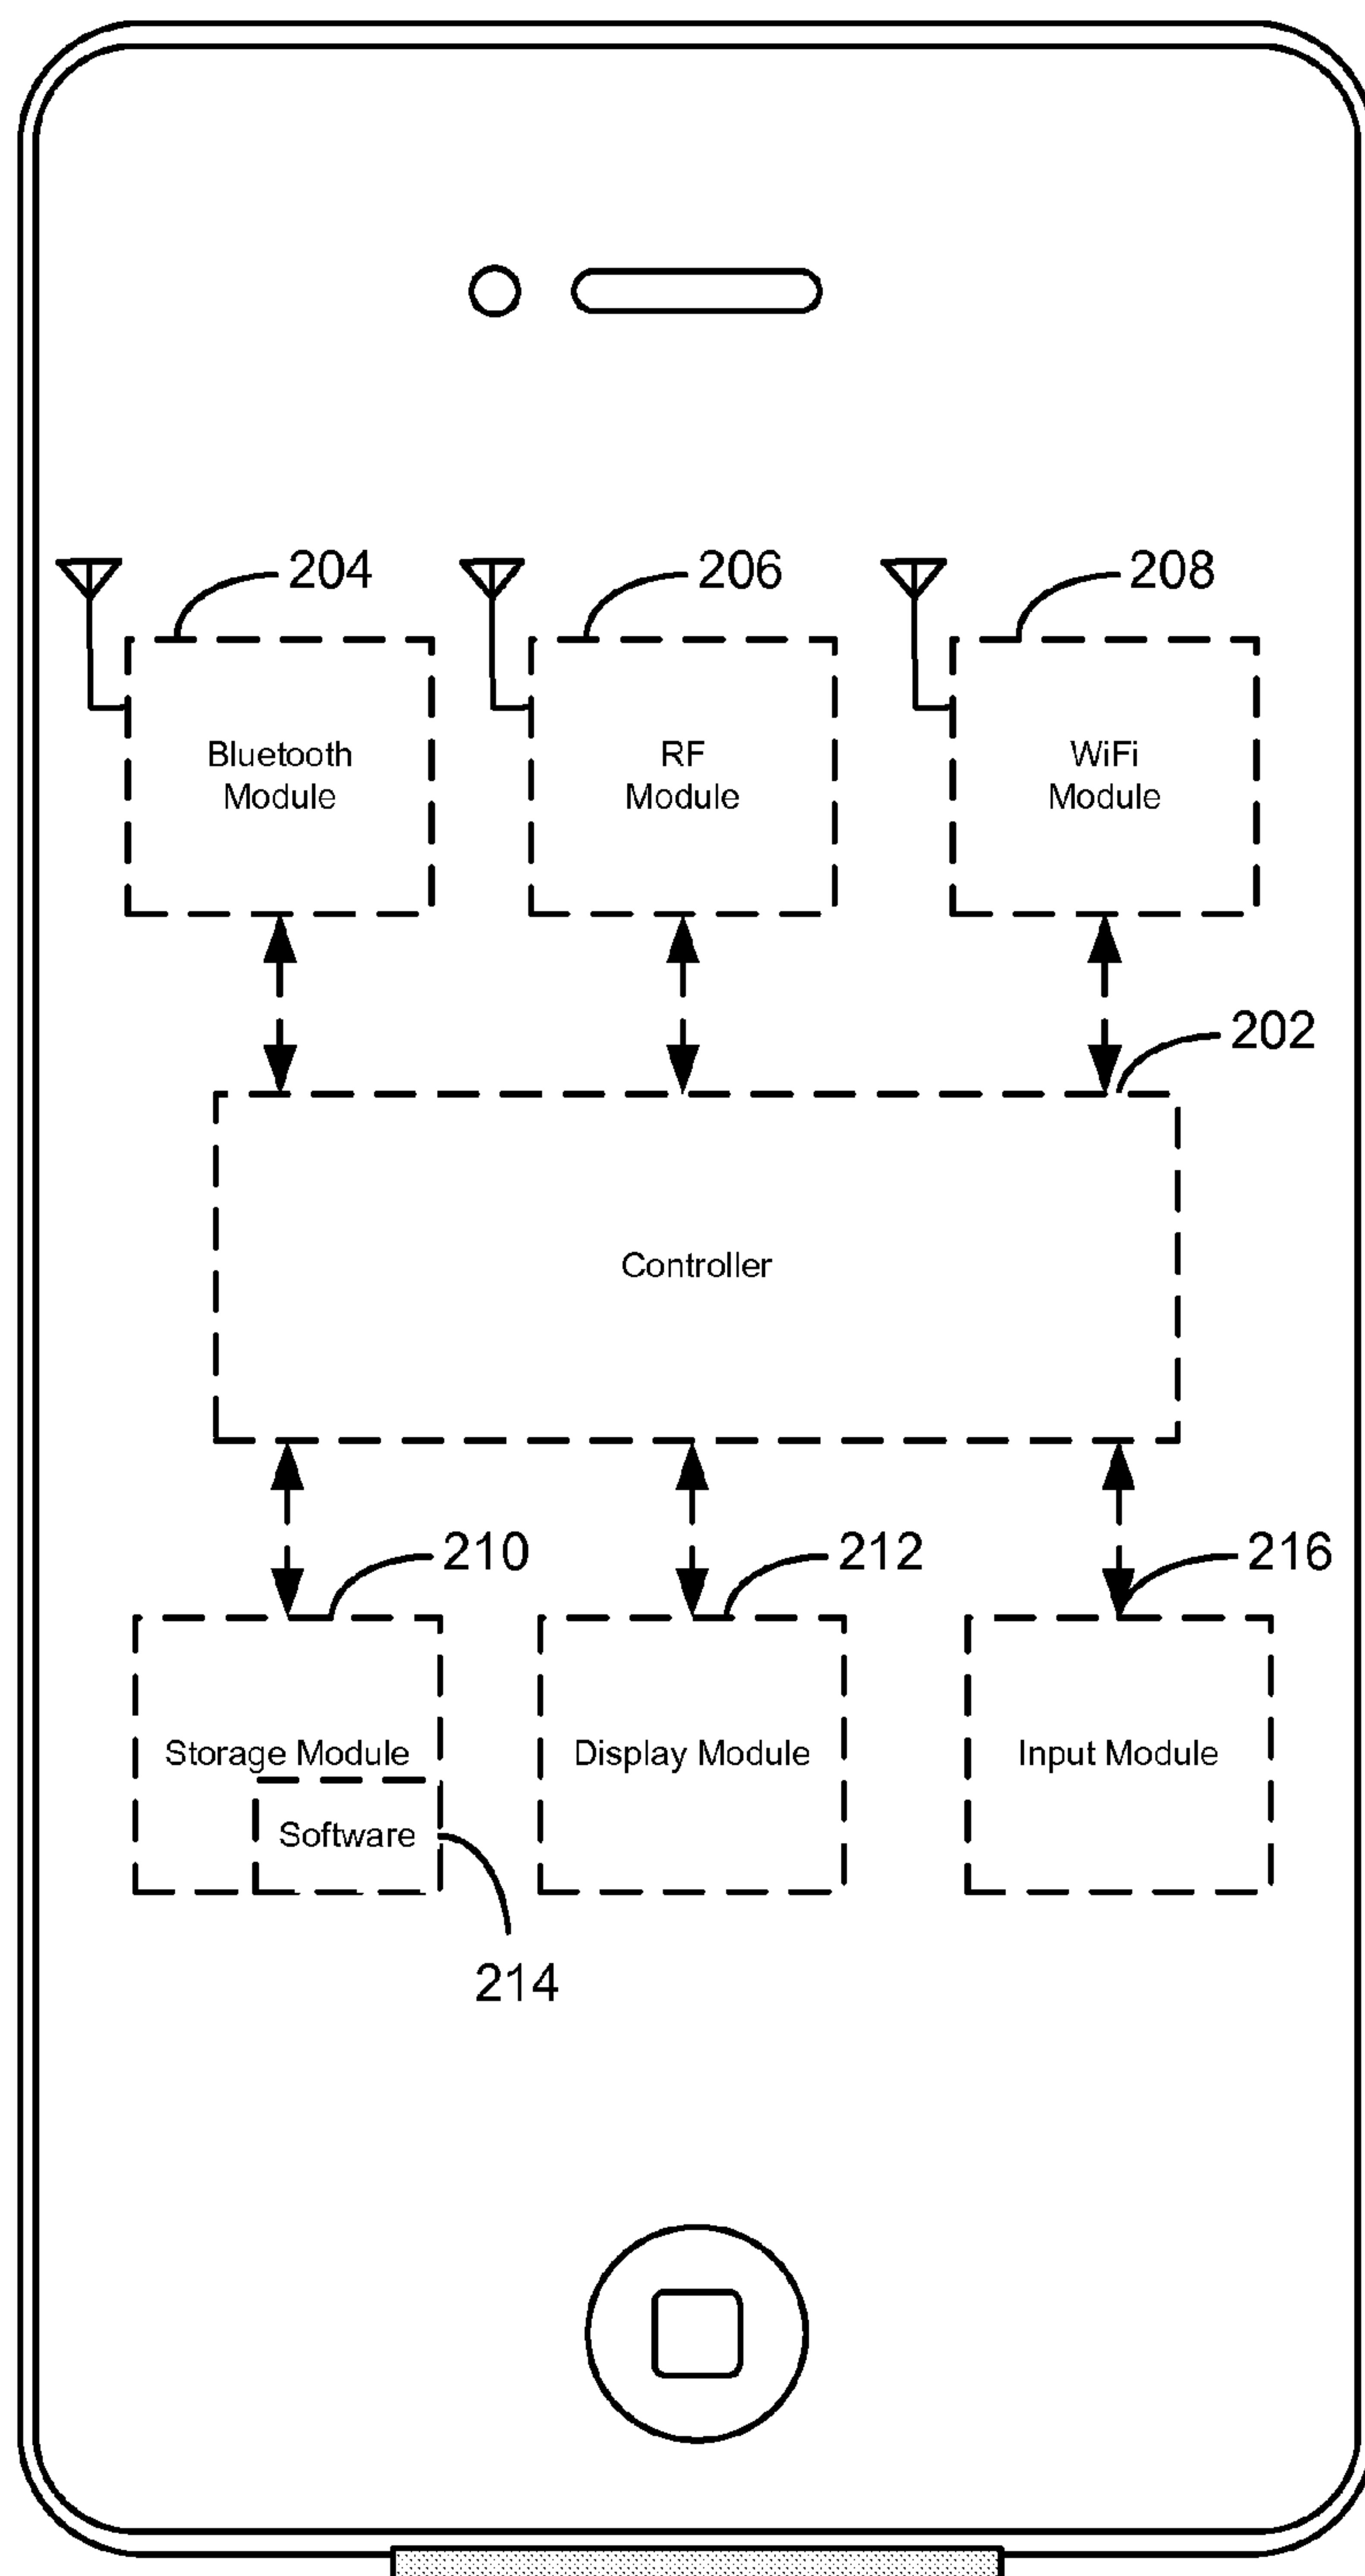 204
206
208
Bluetooth
Module
RF
Module
WiFi
Module
202
Controller
210
212
216
Storage Module
Display Module
Input Module
Software
214